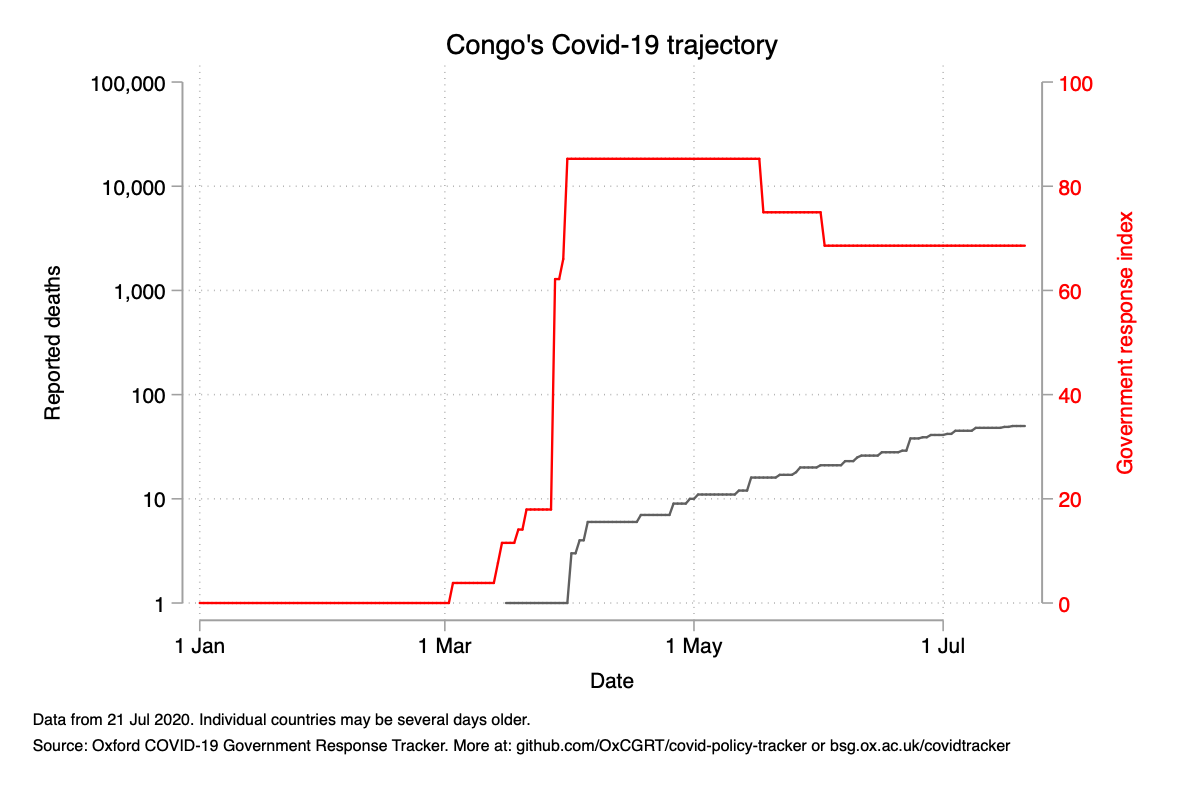 Congo's Covid-19 trajectory
100,000
10,000
1,000
100
10
1
Reported deaths
100
80
60
40
20
0
Government response index
1 Jan
1 Mar
1 May
1 Jul
Date
Data from 21 Jul 2020. Individual countries may be several days older.
Source: Oxford COVID-19 Government Response Tracker. More at: github.com/OxCGRT/covid-policy-tracker or bsg.ox.ac.uk/covidtracker